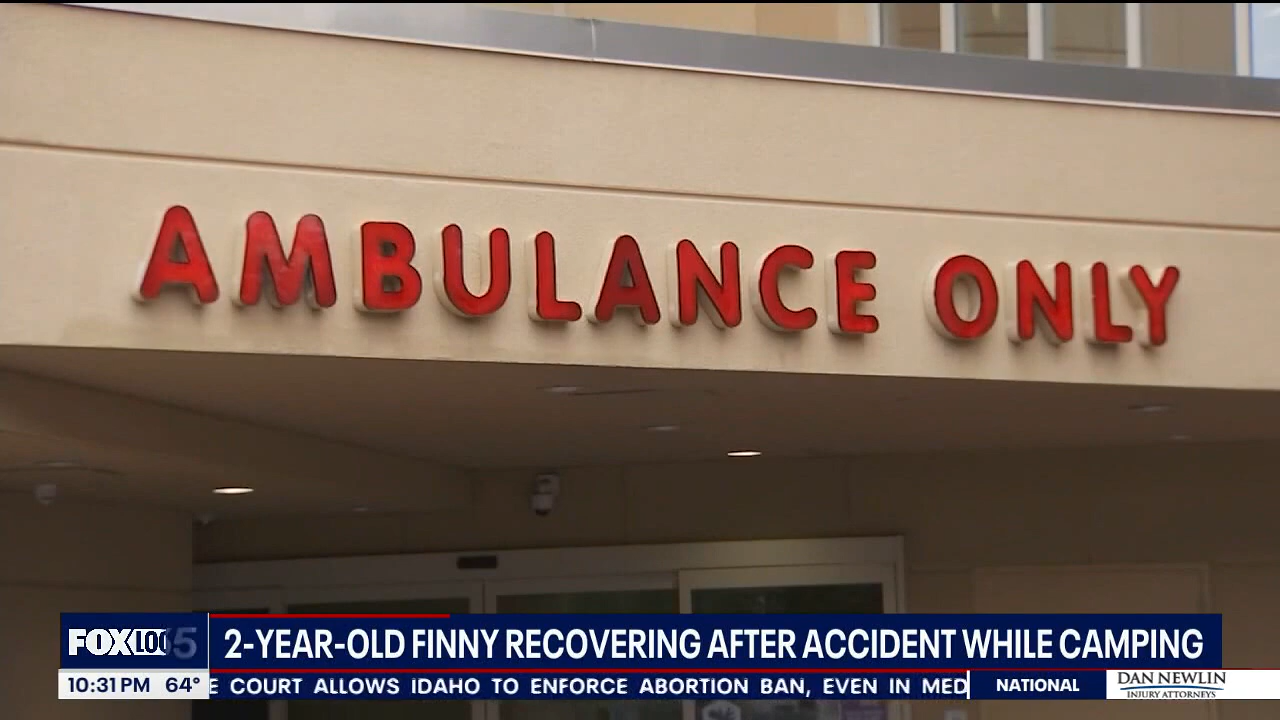 AMBULANCE ONLY
2-YEAR-OLD FINNY RECOVERING AFTER ACCIDENT WHILE CAMPING
FOX
10:31 PM 64° E COURT ALLOWS IDAHO TO ENFORCE ABORTION BAN, EVEN IN MED NATIONAL DAN NEWLIN
INJURY ATTORNEYS